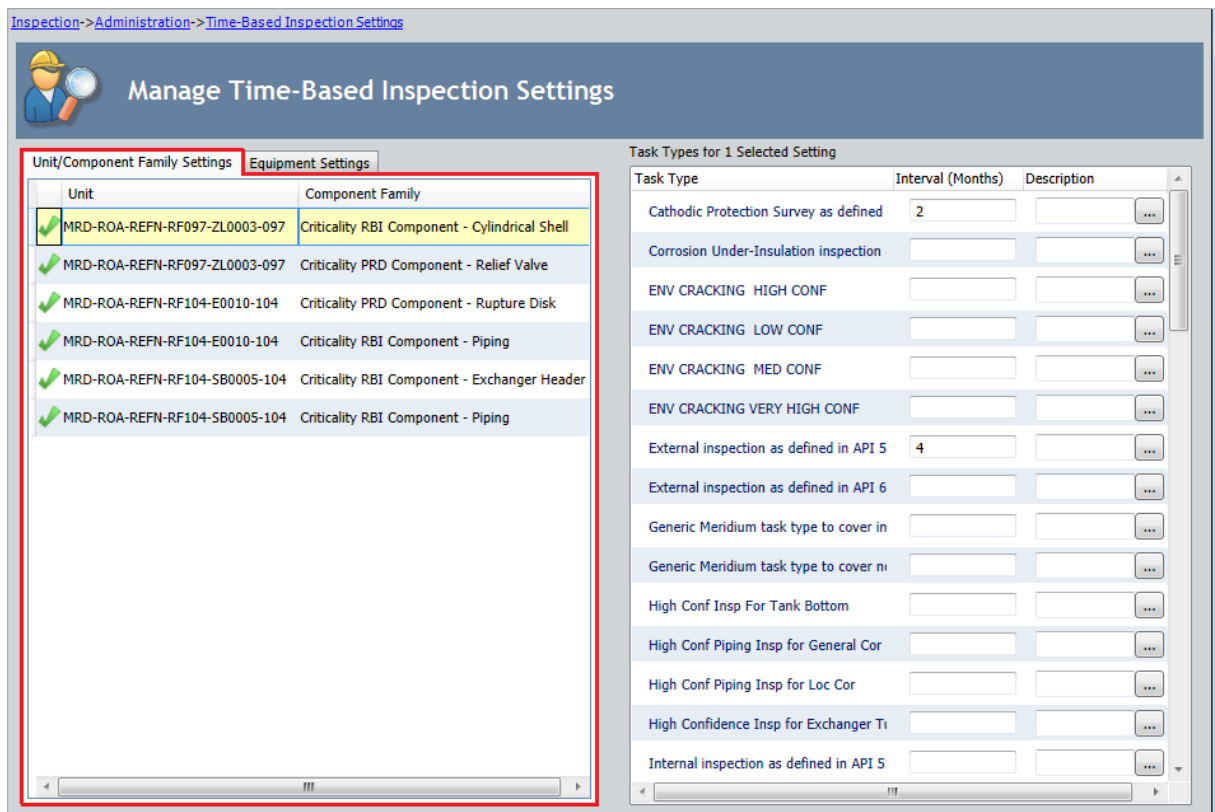 Inspection->Administration->Time-Based Inspection Settings
Manage Time-Based Inspection Settings
Unit/Component Family Settings Equipment Settings
Unit Component Family
MRD-ROA-REFN-RF097-ZL0003-097 Criticality RBI Component - Cylindrical Shell
MRD-ROA-REFN-RF097-ZL0003-097 Criticality PRD Component - Relief Valve
MRD-ROA-REFN-RF104-E0010-104 Criticality PRD Component - Rupture Disk
MRD-ROA-REFN-RF104-E0010-104 Criticality RBI Component - Piping
MRD-ROA-REFN-RF104-SB0005-104 Criticality RBI Component - Exchanger Header
MRD-ROA-REFN-RF104-SB0005-104 Criticality RBI Component - Piping
Task Types for 1 Selected Setting
Task Type Interval (Months) Description
Cathodic Protection Survey as defined 2 ...
Corrosion Under-Insulation inspection ...
ENV CRACKING  HIGH CONF ...
ENV CRACKING  LOW CONF ...
ENV CRACKING  MED CONF ...
ENV CRACKING VERY HIGH CONF ...
External inspection as defined in API 5 4 ...
External inspection as defined in API 6 ...
Generic Meridium task type to cover in ...
Generic Meridium task type to cover ...
High Conf Insp For Tank Bottom ...
High Conf Piping Insp for General Cor ...
High Conf Piping Insp for Loc Cor ...
High Confidence Insp for Exchanger ...
Internal inspection as defined in API 5 ...